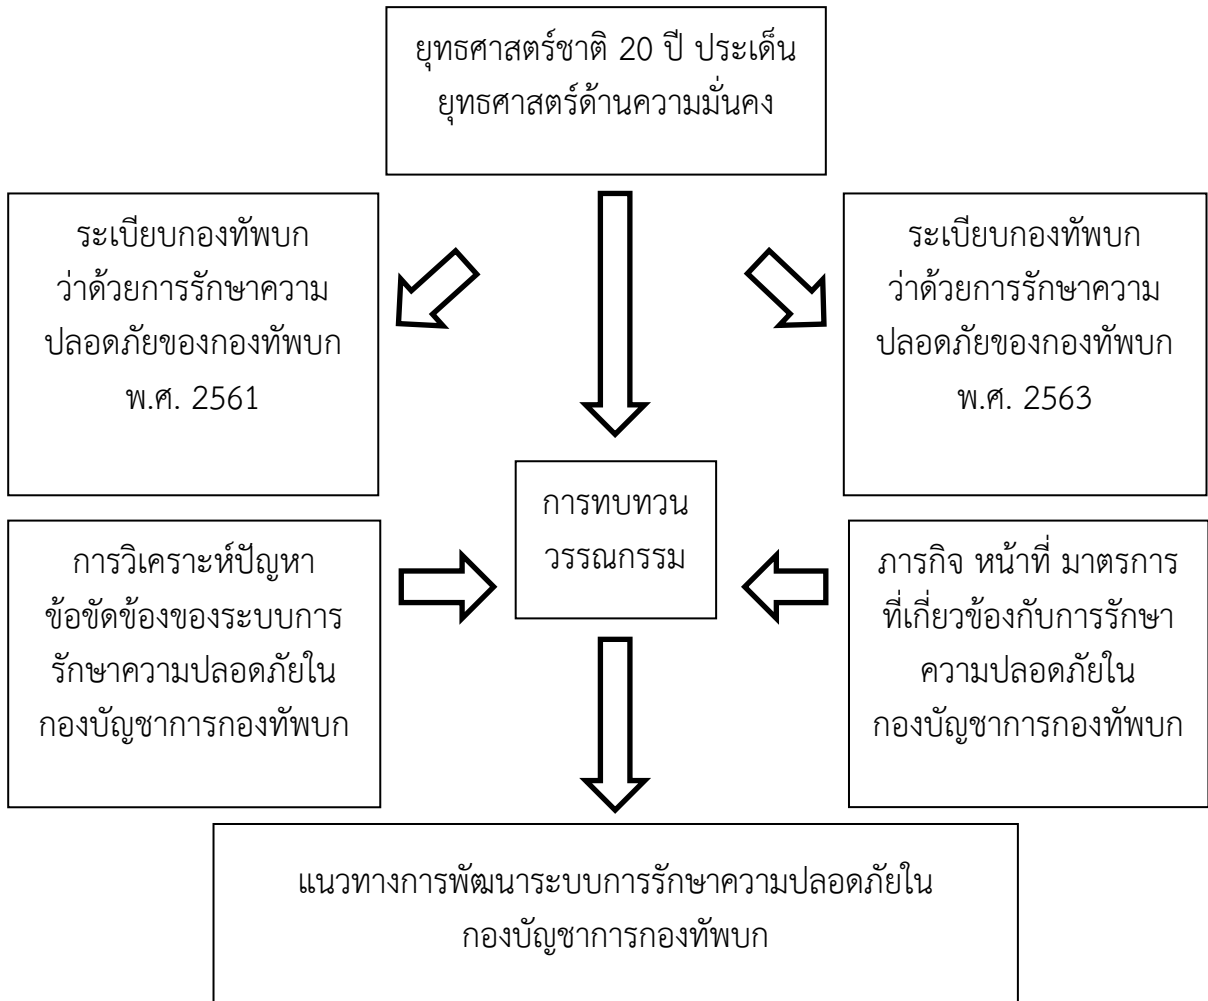 ยุทธศาสตร์ชาติ 20 ปี ประเด็น
ยุทธศาสตร์ด้านความมั่นคง
ระเบียบกองทัพบก
ว่าด้วยการรักษาความ
ปลอดภัยของกองทัพบก
พ.ศ. 2561
ระเบียบกองทัพบก
ว่าด้วยการรักษาความ
ปลอดภัยของกองทัพบก
พ.ศ. 2563
การทบทวน
วรรณกรรม
การวิเคราะห์ปัญหา
ข้อขัดข้องของระบบการ
รักษาความปลอดภัยใน
กองบัญชาการกองทัพบก
ภารกิจ หน้าที่ มาตรการ
ที่เกี่ยวข้องกับการรักษา
ความปลอดภัยใน
กองบัญชาการกองทัพบก
แนวทางการพัฒนาระบบการรักษาความปลอดภัยใน
กองบัญชาการกองทัพบก